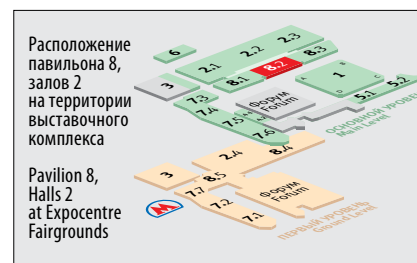 Расположение
павильона 8,
залов 2
на территории
выставочного
комплекса
Pavilion 8,
Halls 2
at Expocentre
Fairgrounds
6
2.1
2.2
2.3
8.1
8.2
8.3
3
7.3
7.4
7.5
7.6
Форум
Forum
A
B
C
D
1
5.1
5.2
ОСНОВНОЙ УРОВЕНЬ
Main Level
3
2.4
8.4
8.5
7.7
7.2
7.1
Форум
Forum
М
ПЕРВЫЙ УРОВЕНЬ
Ground Level